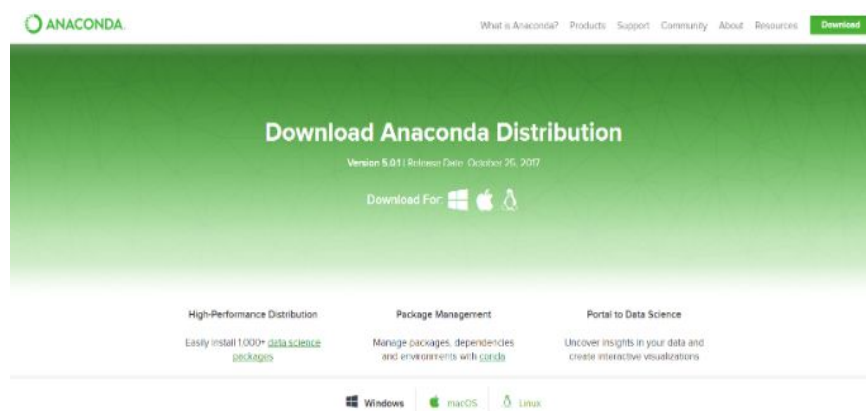 ANACONDA.
What is Anaconda? Products Support Community About Resources Download
Download Anaconda Distribution
Version 5.0.1 | Release Date: October 25, 2017
Download For:
High-Performance Distribution Package Management Portal to Data Science
Easily install 1,000+ data science Manage packages, dependencies Uncover insights in your data and
packages and environments with conda create interactive visualizations
Windows macOS Linux